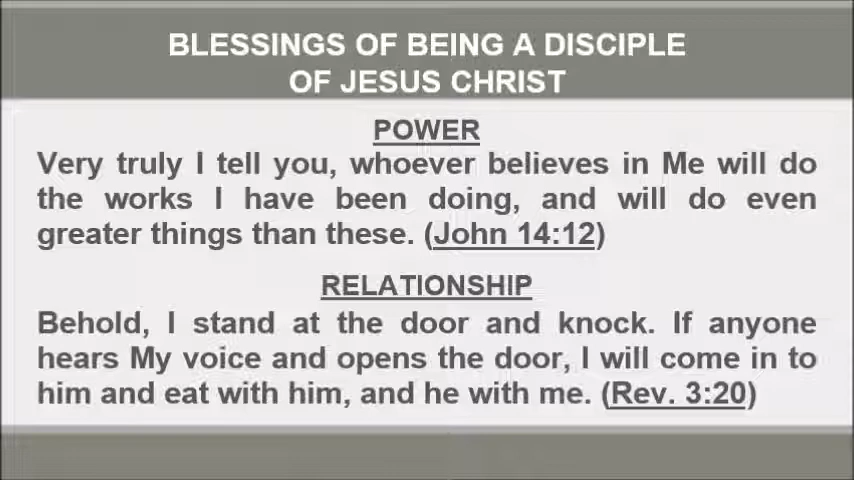 BLESSINGS OF BEING A DISCIPLE
OF JESUS CHRIST
POWER
Very truly I tell you, whoever believes in Me will do
the works I have been doing, and will do even
greater things than these. (John 14:12)
RELATIONSHIP
Behold, I stand at the door and knock. If anyone
hears My voice and opens the door, I will come in to
him and eat with him, and he with me. (Rev. 3:20)